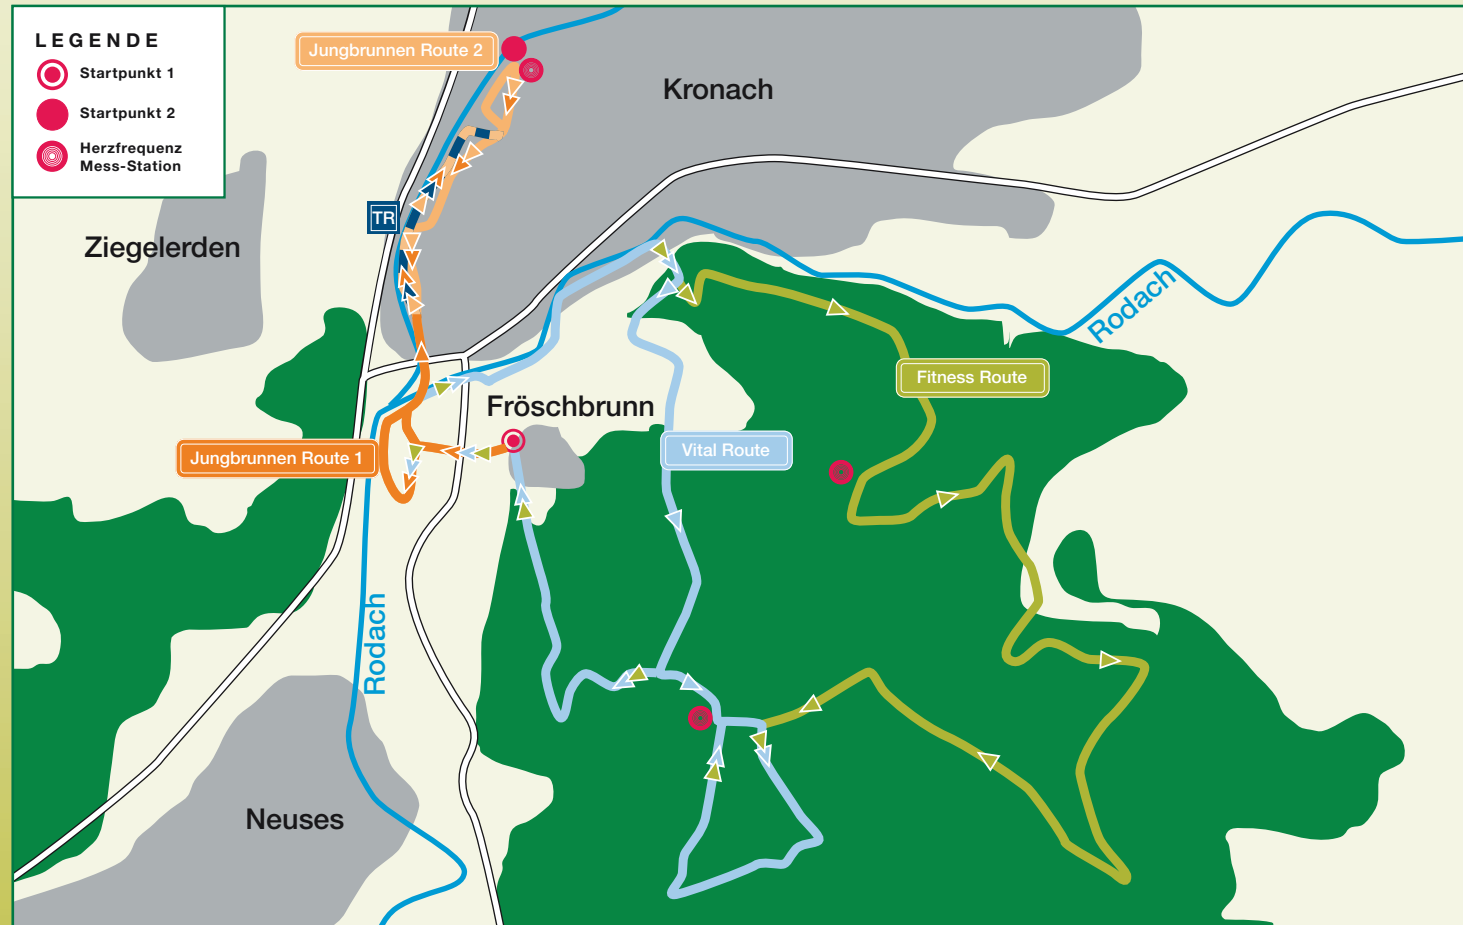 LEGENDE
Startpunkt 1
Startpunkt 2
Herzfrequenz
Mess-Station
Jungbrunnen Route 2
Kronach
TR
Ziegelerden
Rodach
Fitness Route
Fröschbrunn
Vital Route
Jungbrunnen Route 1
Rodach
Neuses